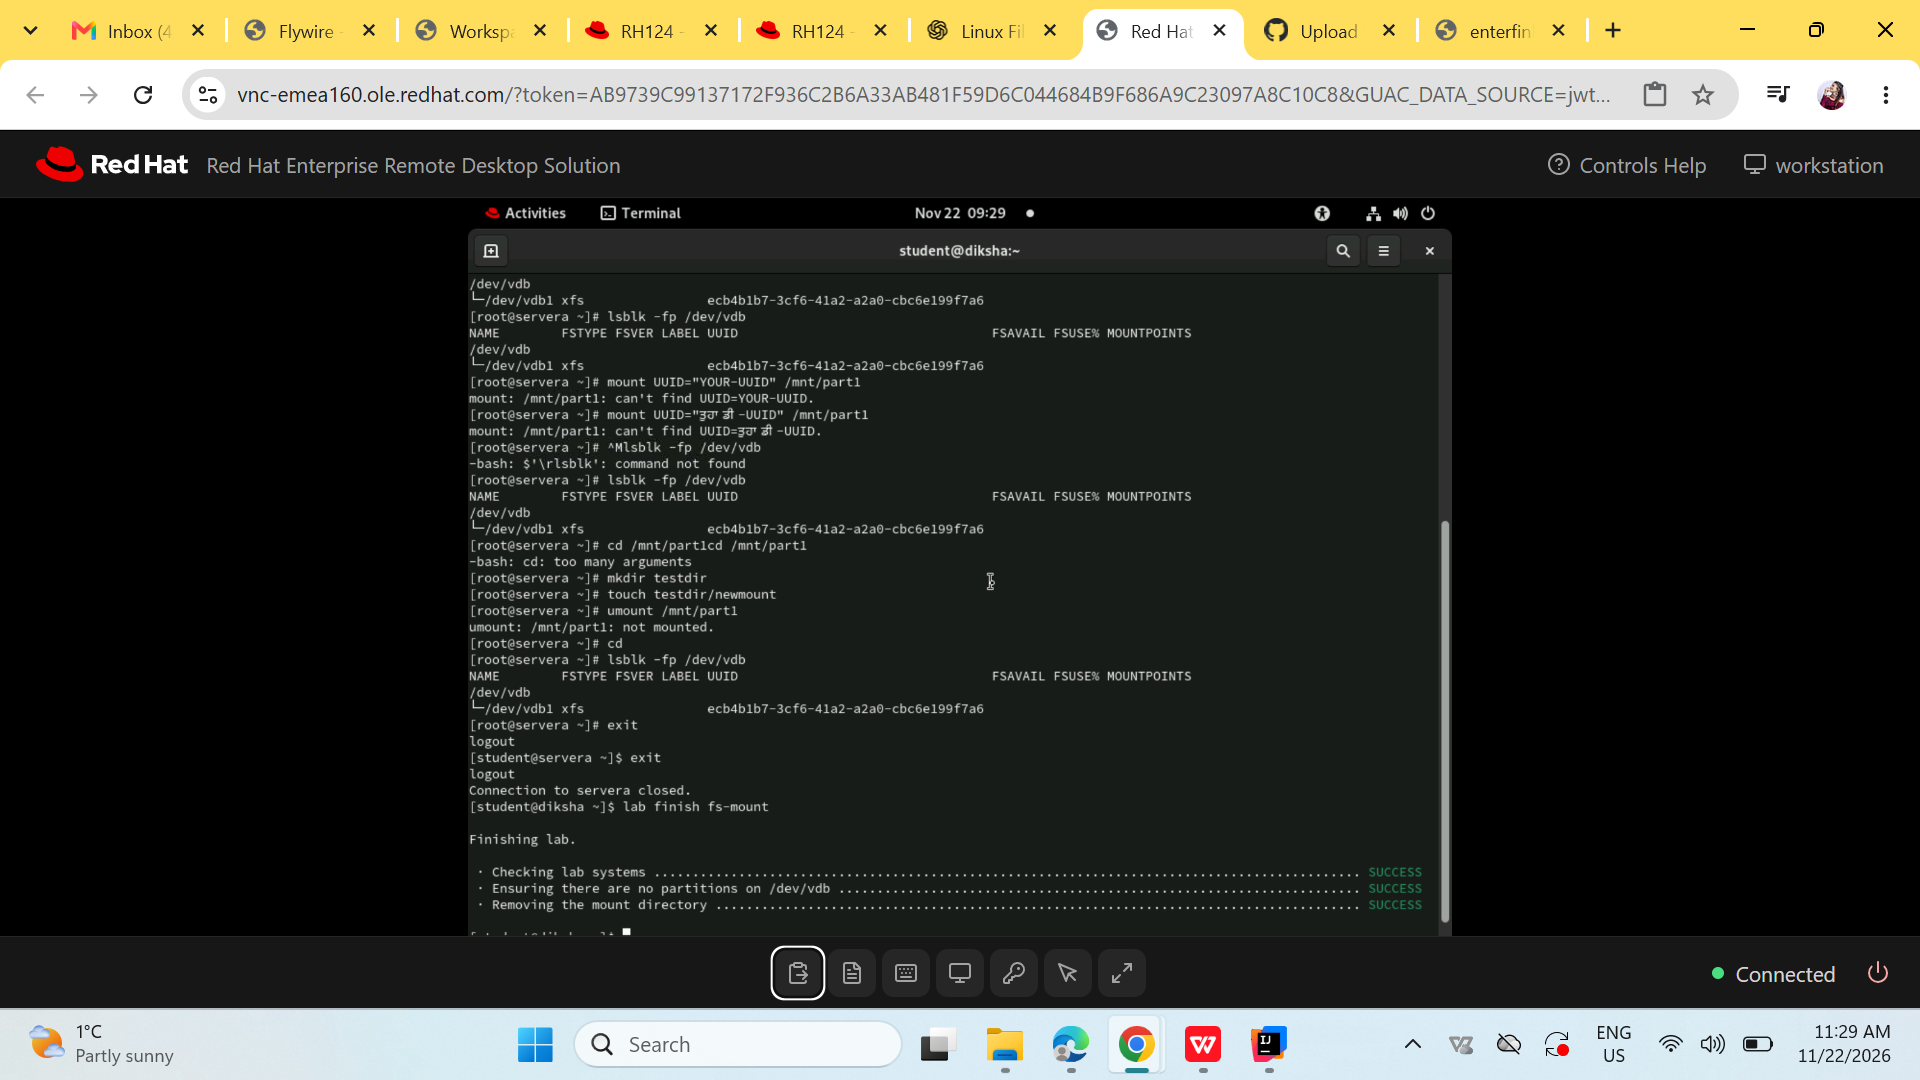 Inbox (4
Flywire -
Worksp
RH124 -
RH124 -
Linux Fi
Red Hat
Upload
enterfin
vnc-emea160.ole.redhat.com/?token=AB9739C99137172F936C2B6A33AB481F59D6C044684B9F686A9C23097A8C10C8&GUAC_DATA_SOURCE=jwt...
Red Hat Red Hat Enterprise Remote Desktop Solution
Controls Help
workstation
Activities
Terminal
Nov 22 09:29
student@diksha:~
/dev/vdb
└─/dev/vdb1 xfs ecb4b1b7-3cf6-41a2-a2a0-cbc6e199f7a6
[root@servera ~]# lsblk -fp /dev/vdb
NAME FSTYPE FSVER LABEL UUID FSAVAIL FSUSE% MOUNTPOINTS
/dev/vdb
└─/dev/vdb1 xfs ecb4b1b7-3cf6-41a2-a2a0-cbc6e199f7a6
[root@servera ~]# mount UUID="YOUR-UUID" /mnt/part1
mount: /mnt/part1: can't find UUID=YOUR-UUID.
[root@servera ~]# mount UUID="ਤੁਹਾ ਡੀ -UUID" /mnt/part1
mount: /mnt/part1: can't find UUID=ਤੁਹਾ ਡੀ -UUID.
[root@servera ~]# ^Mlsblk -fp /dev/vdb
-bash: $'\rlsblk': command not found
[root@servera ~]# lsblk -fp /dev/vdb
NAME FSTYPE FSVER LABEL UUID FSAVAIL FSUSE% MOUNTPOINTS
/dev/vdb
└─/dev/vdb1 xfs ecb4b1b7-3cf6-41a2-a2a0-cbc6e199f7a6
[root@servera ~]# cd /mnt/part1cd /mnt/part1
-bash: cd: too many arguments
[root@servera ~]# mkdir testdir
[root@servera ~]# touch testdir/newmount
[root@servera ~]# umount /mnt/part1
umount: /mnt/part1: not mounted.
[root@servera ~]# cd
[root@servera ~]# lsblk -fp /dev/vdb
NAME FSTYPE FSVER LABEL UUID FSAVAIL FSUSE% MOUNTPOINTS
/dev/vdb
└─/dev/vdb1 xfs ecb4b1b7-3cf6-41a2-a2a0-cbc6e199f7a6
[root@servera ~]# exit
logout
[student@servera ~]$ exit
logout
Connection to servera closed.
[student@diksha ~]$ lab finish fs-mount
Finishing lab.
· Checking lab systems ............................................................................................ SUCCESS
· Ensuring there are no partitions on /dev/vdb .................................................................... SUCCESS
· Removing the mount directory .................................................................................... SUCCESS
Connected
1°C
Partly sunny
Search
ENG
US
11:29 AM
11/22/2026